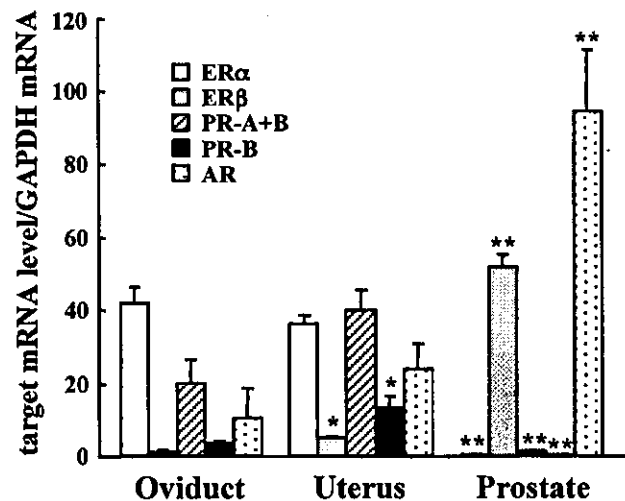 target mRNA level/GAPDH mRNA
120
100
80
60
40
20
0
ERα
ERβ
PR-A+B
PR-B
AR
*
*
**
**
**
**
**
Oviduct Uterus Prostate